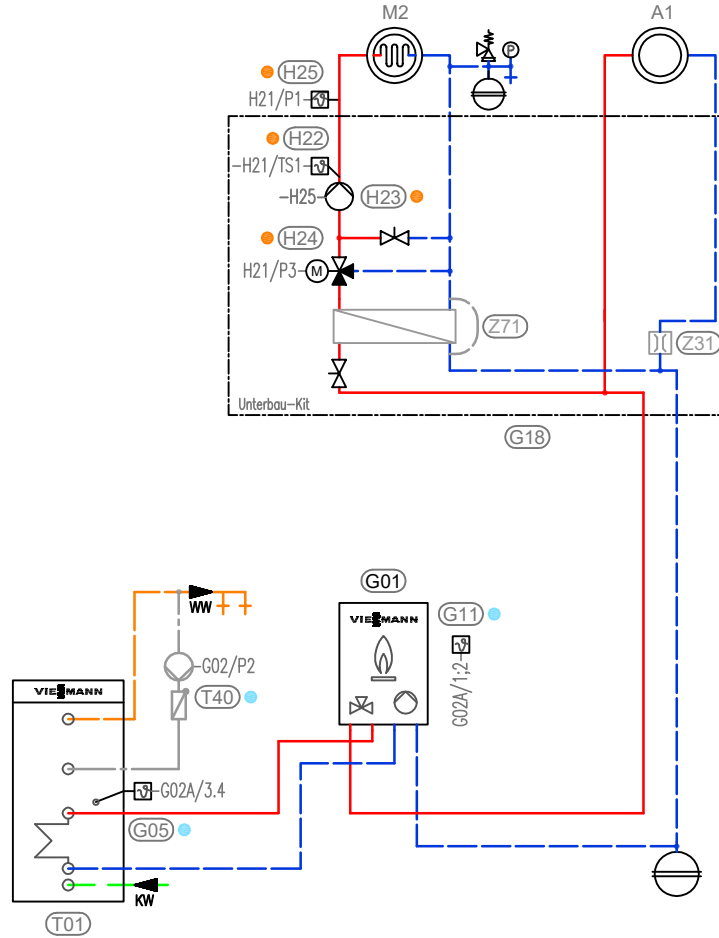 M2
A1
H25
P
H21/P1
H22
H21/TS1
H25
H23
H24
H21/P3
M
Z71
Z31
Unterbau-Kit
G18
G01
G11
VIESMANN
WW
G02/P2
G02A/1;2
T40
VIESMANN
G02A/3.4
G05
KW
T01